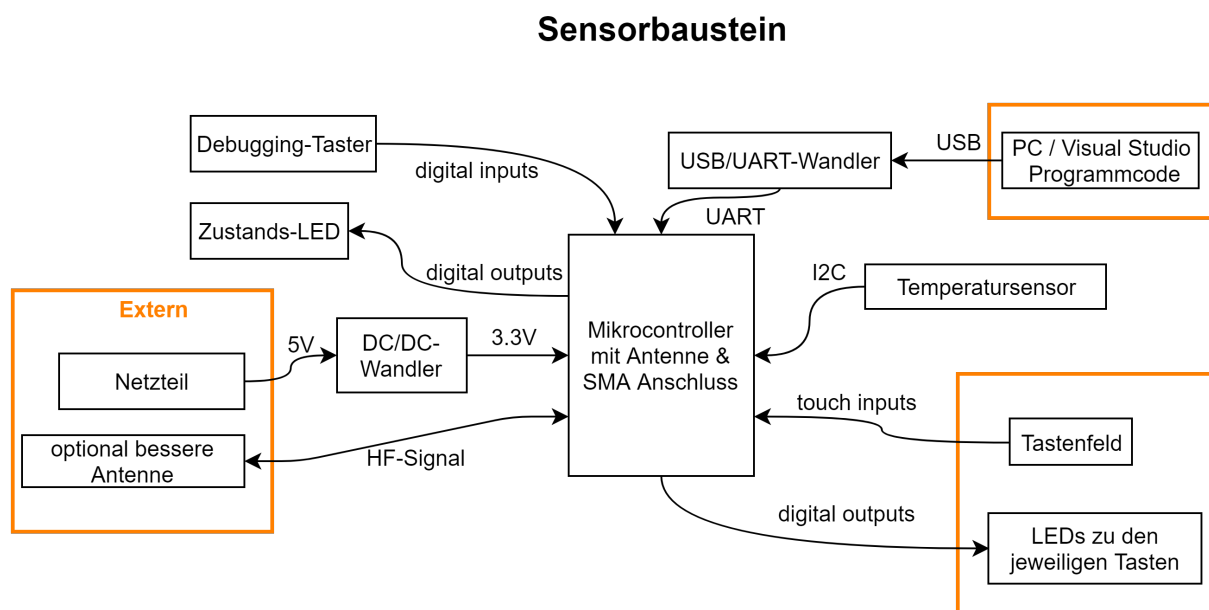 Sensorbaustein
Debugging-Taster
digital inputs
USB/UART-Wandler
USB
PC / Visual Studio
Programmcode
UART
Zustands-LED
digital outputs
I2C
Temperatursensor
Extern
Netzteil
5V
DC/DC-
Wandler
3.3V
Mikrocontroller
mit Antenne &
SMA Anschluss
optional bessere
Antenne
HF-Signal
touch inputs
Tastenfeld
digital outputs
LEDs zu den
jeweiligen Tasten